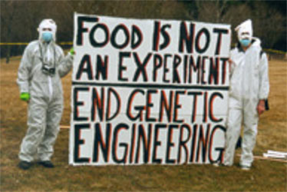 FOOD IS NOT
AN EXPERIMENT
END GENETIC
ENGINEERING